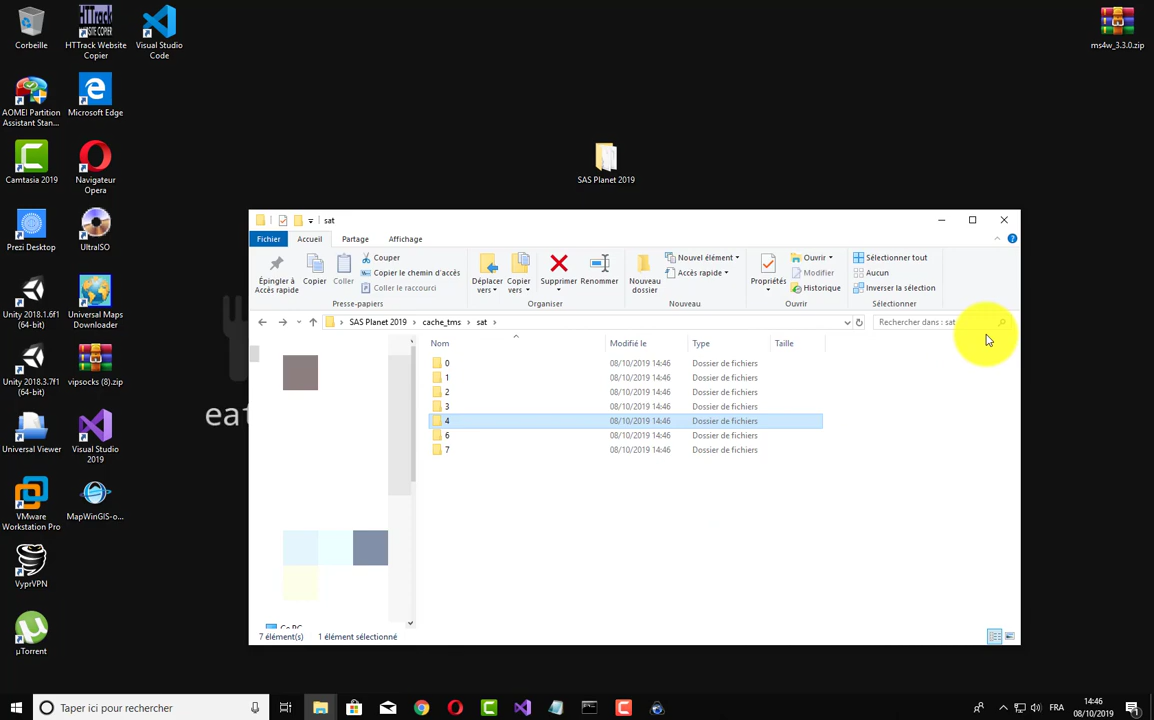 Corbeille
HTTrack Website
Copier
Visual Studio
Code
ms4w_3.3.0.zip
AOMEI Partition
Assistant Stan...
Microsoft Edge
Camtasia 2019
Navigateur
Opera
SAS Planet 2019
Prezi Desktop
UltraISO
Unity 2018.1.6f1
(64-bit)
Universal Maps
Downloader
Unity 2018.3.7f1
(64-bit)
vipsocks (8).zip
Universal Viewer
Visual Studio
2019
VMware
Workstation Pro
MapWinGIS-o...
VyprVPN
µTorrent
eat
sat
Fichier
Accueil
Partage
Affichage
Épingler à
Accès rapide
Copier
Coller
Couper
Copier le chemin d'accès
Coller le raccourci
Presse-papiers
Déplacer
vers
Copier
vers
Supprimer
Renommer
Organiser
Nouveau
dossier
Nouvel élément
Accès rapide
Nouveau
Propriétés
Ouvrir
Modifier
Historique
Ouvrir
Sélectionner tout
Aucun
Inverser la sélection
Sélectionner
SAS Planet 2019
cache_tms
sat
Rechercher dans : sat
Nom
Modifié le
Type
Taille
0 08/10/2019 14:46 Dossier de fichiers
1 08/10/2019 14:46 Dossier de fichiers
2 08/10/2019 14:46 Dossier de fichiers
3 08/10/2019 14:46 Dossier de fichiers
4 08/10/2019 14:46 Dossier de fichiers
6 08/10/2019 14:46 Dossier de fichiers
7 08/10/2019 14:46 Dossier de fichiers
Ce PC
7 élément(s)
1 élément sélectionné
Taper ici pour rechercher
FRA
14:46
08/10/2019